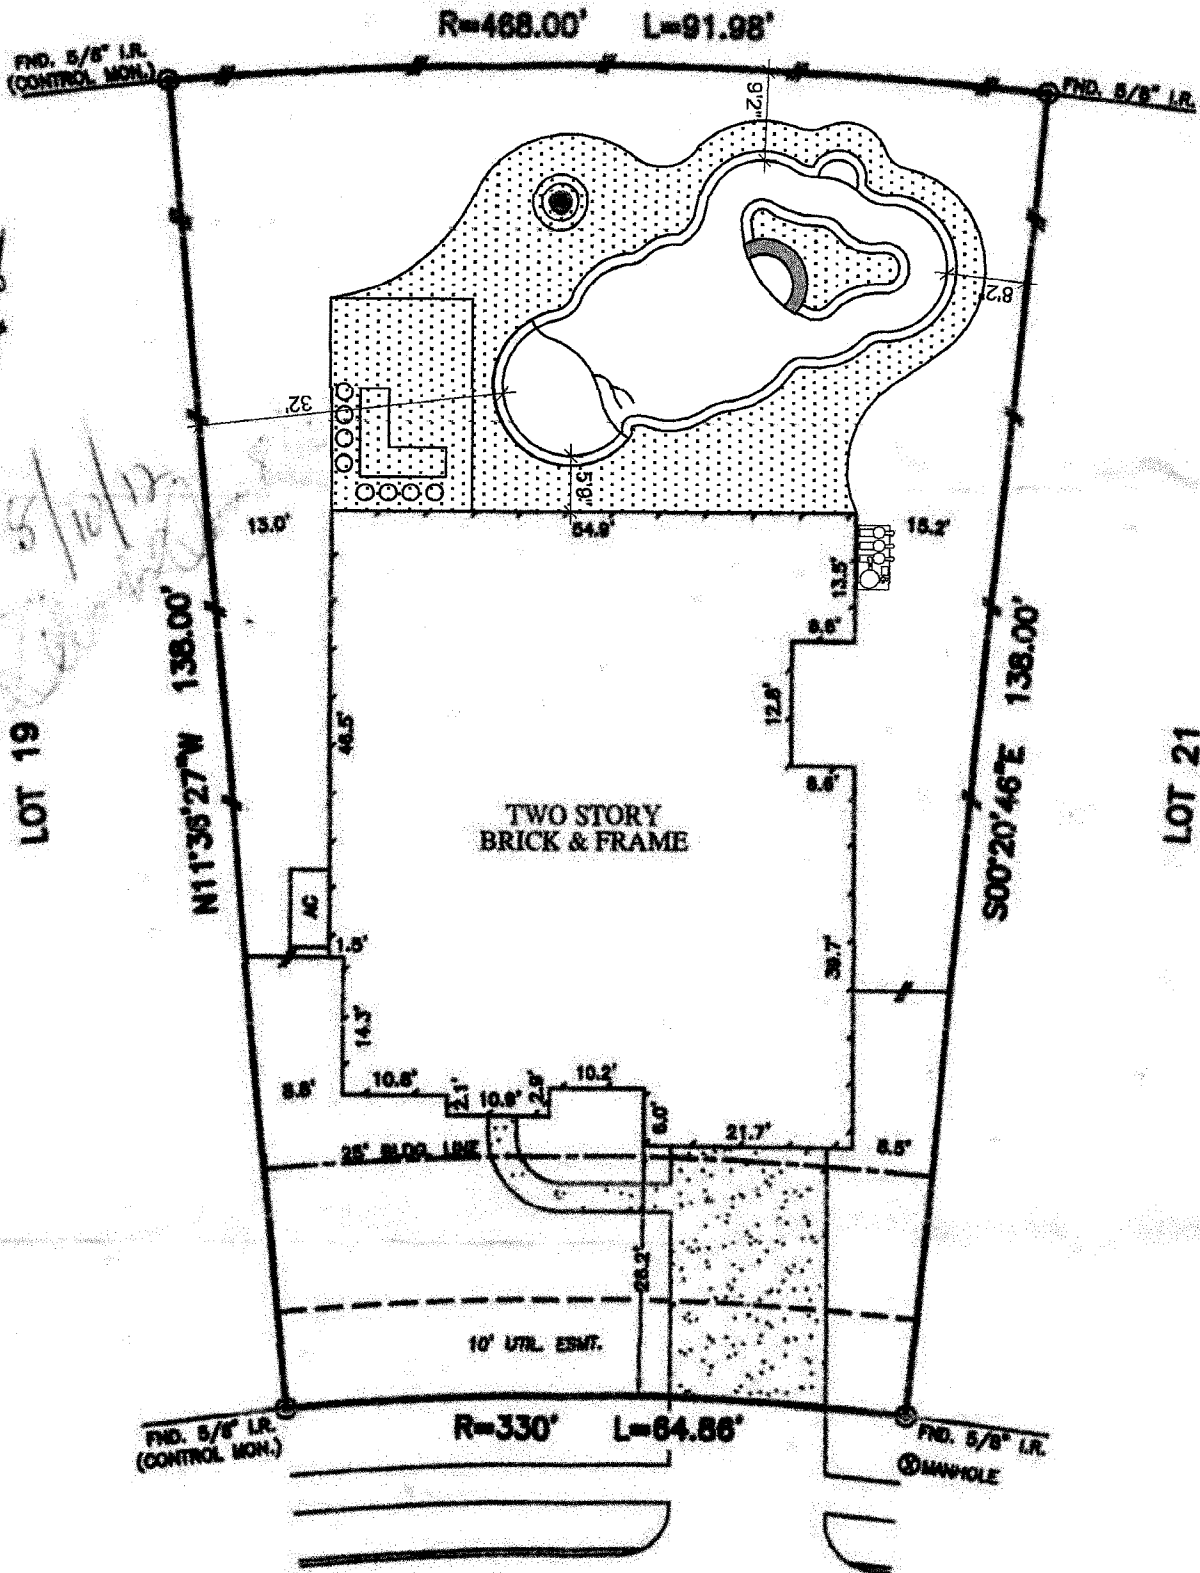 R=468.00' L=91.98'
FND. 5/8" I.R.
(CONTROL MON.)
FND. 5/8" I.R.
9'2"
8'2"
32'
5'9"
5/10/12
13.0'
54.9'
15.2'
13.5'
8.6'
12.8'
8.6'
N11°36'27"W 138.00'
S00°20'46"E 138.00'
LOT 19
LOT 21
46.5'
TWO STORY
BRICK & FRAME
AC
1.5'
39.7'
14.3'
8.8'
10.8'
2.1'
10.9'
2.9'
10.2'
6.0'
21.7'
8.5'
25' BLDG. LINE
26.2'
10' UTIL. ESMT.
R=330' L=64.86'
FND. 5/8" I.R.
(CONTROL MON.)
FND. 5/8" I.R.
MANHOLE